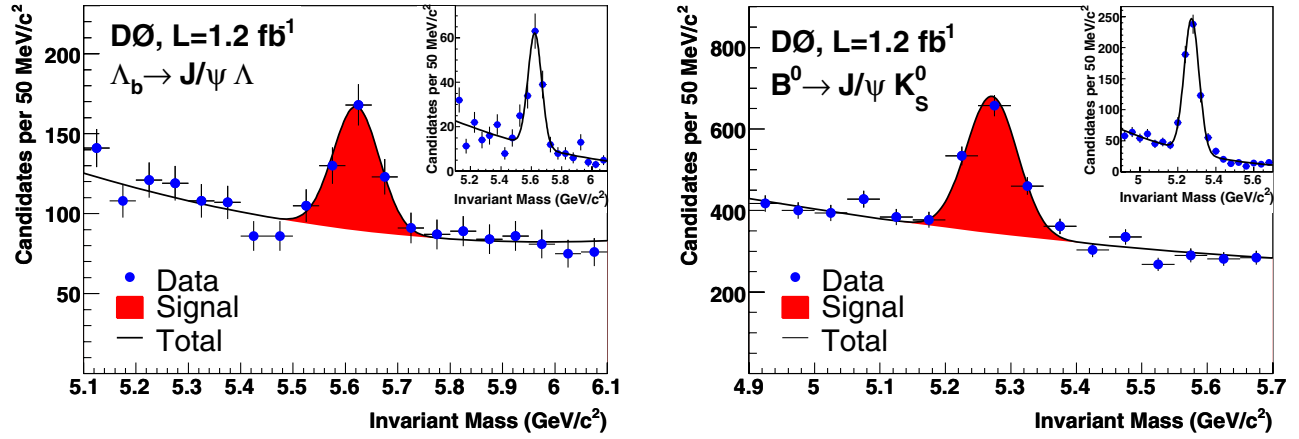 DØ, L=1.2 fb⁻¹
Λ_b → J/ψ Λ
Candidates per 50 MeV/c²
200
150
100
50
5.1 5.2 5.3 5.4 5.5 5.6 5.7 5.8 5.9 6 6.1
Invariant Mass (GeV/c²)
Data
Signal
Total
Candidates per 50 MeV/c²
80
60
40
20
0
5.2 5.4 5.6 5.8 6
Invariant Mass (GeV/c²)
DØ, L=1.2 fb⁻¹
B⁰ → J/ψ K_S⁰
Candidates per 50 MeV/c²
800
600
400
200
4.9 5 5.1 5.2 5.3 5.4 5.5 5.6 5.7
Invariant Mass (GeV/c²)
Data
Signal
Total
Candidates per 50 MeV/c²
250
200
150
100
50
0
5 5.2 5.4 5.6
Invariant Mass (GeV/c²)